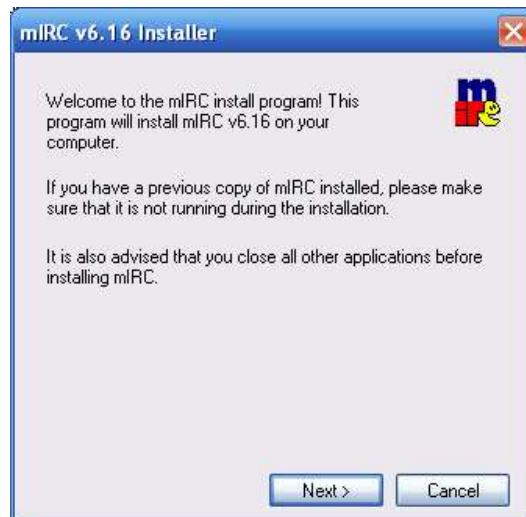 mIRC v6.16 Installer
Welcome to the mIRC install program! This
program will install mIRC v6.16 on your
computer.
If you have a previous copy of mIRC installed, please make
sure that it is not running during the installation.
It is also advised that you close all other applications before
installing mIRC.
Next >
Cancel